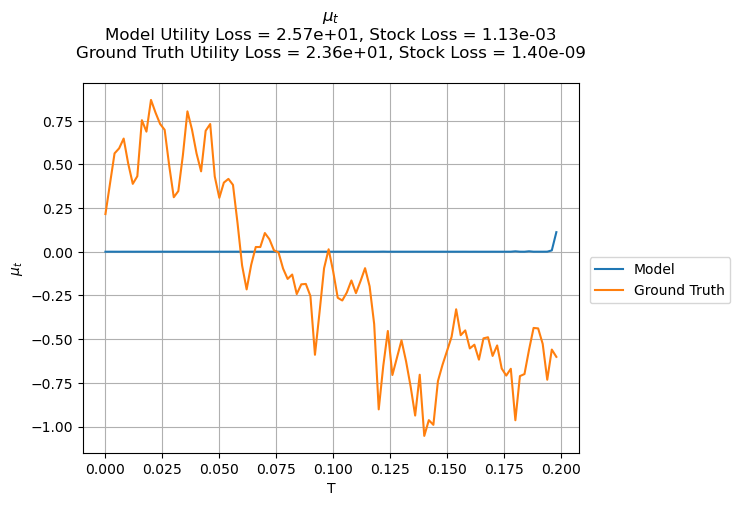 μt
Model Utility Loss = 2.57e+01, Stock Loss = 1.13e-03
Ground Truth Utility Loss = 2.36e+01, Stock Loss = 1.40e-09
0.75
0.50
0.25
0.00
−0.25
−0.50
−0.75
−1.00
μt
0.000 0.025 0.050 0.075 0.100 0.125 0.150 0.175 0.200
T
Model
Ground Truth